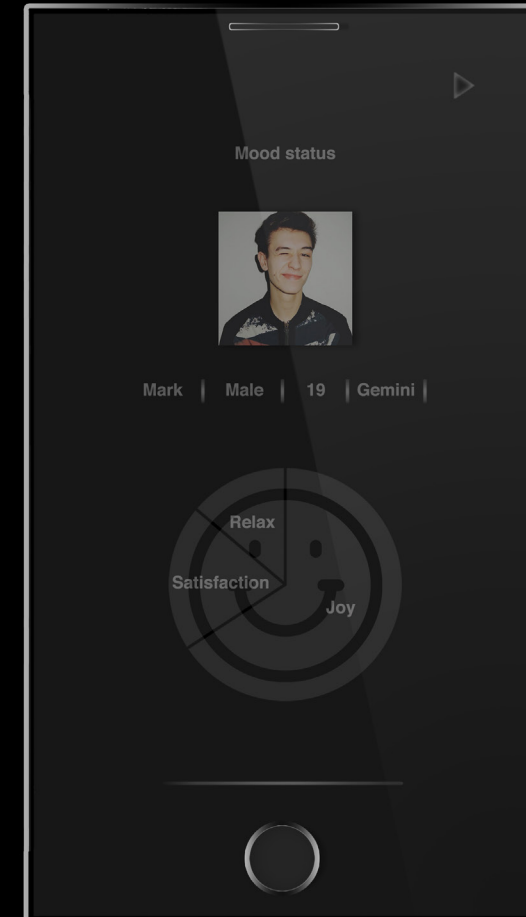 Mood status
Mark | Male | 19 | Gemini |
Relax
Satisfaction
Joy